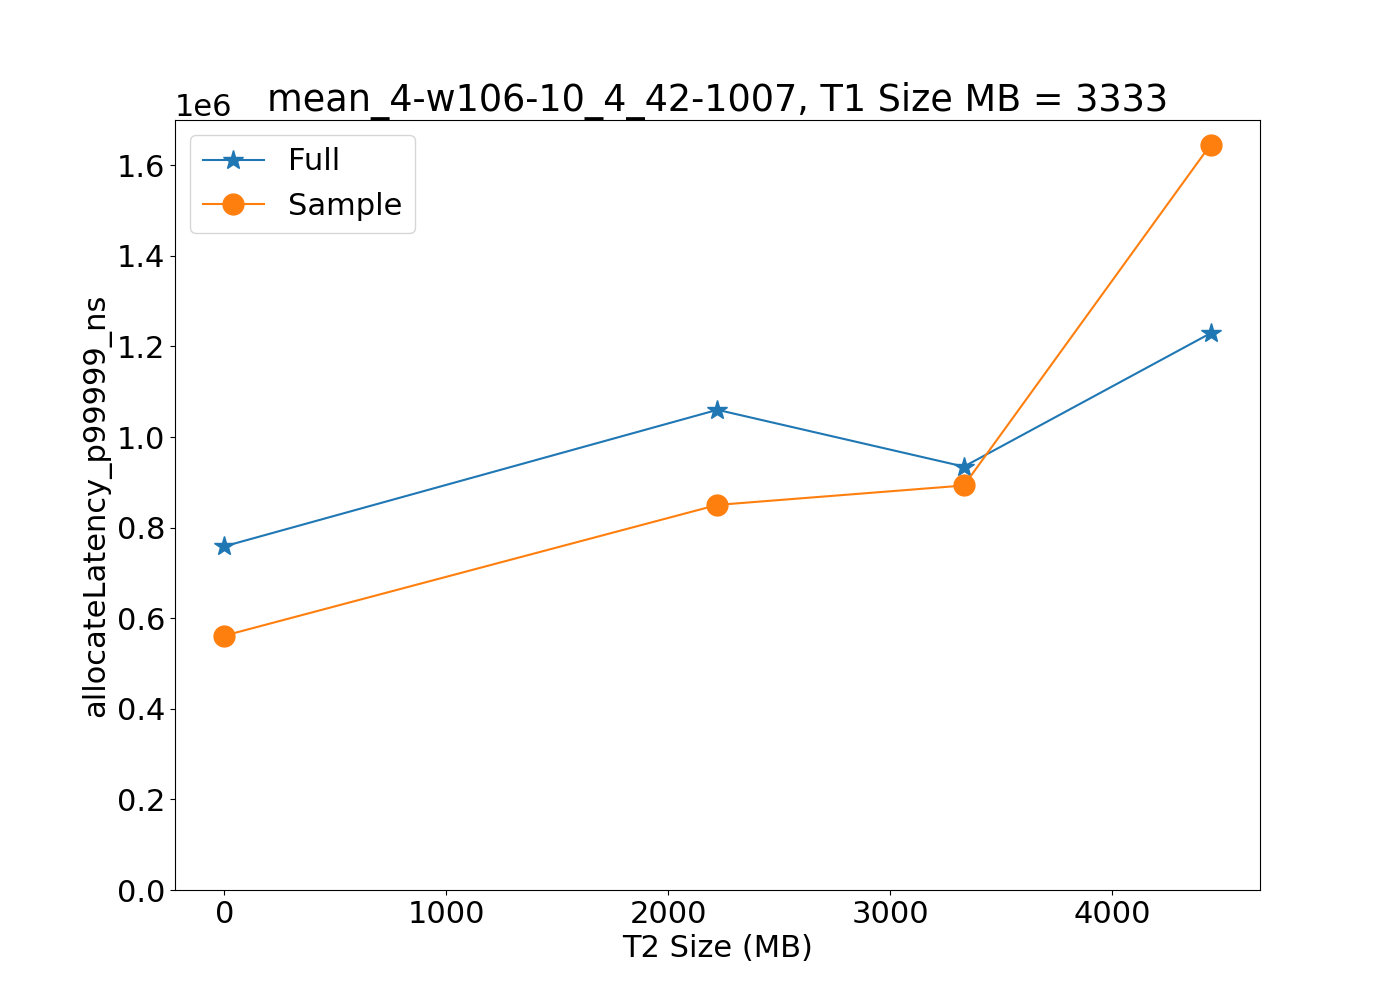 1e6
mean_4-w106-10_4_42-1007, T1 Size MB = 3333
Full
Sample
allocateLatency_p99999_ns
1.6
1.4
1.2
1.0
0.8
0.6
0.4
0.2
0.0
0 1000 2000 3000 4000
T2 Size (MB)